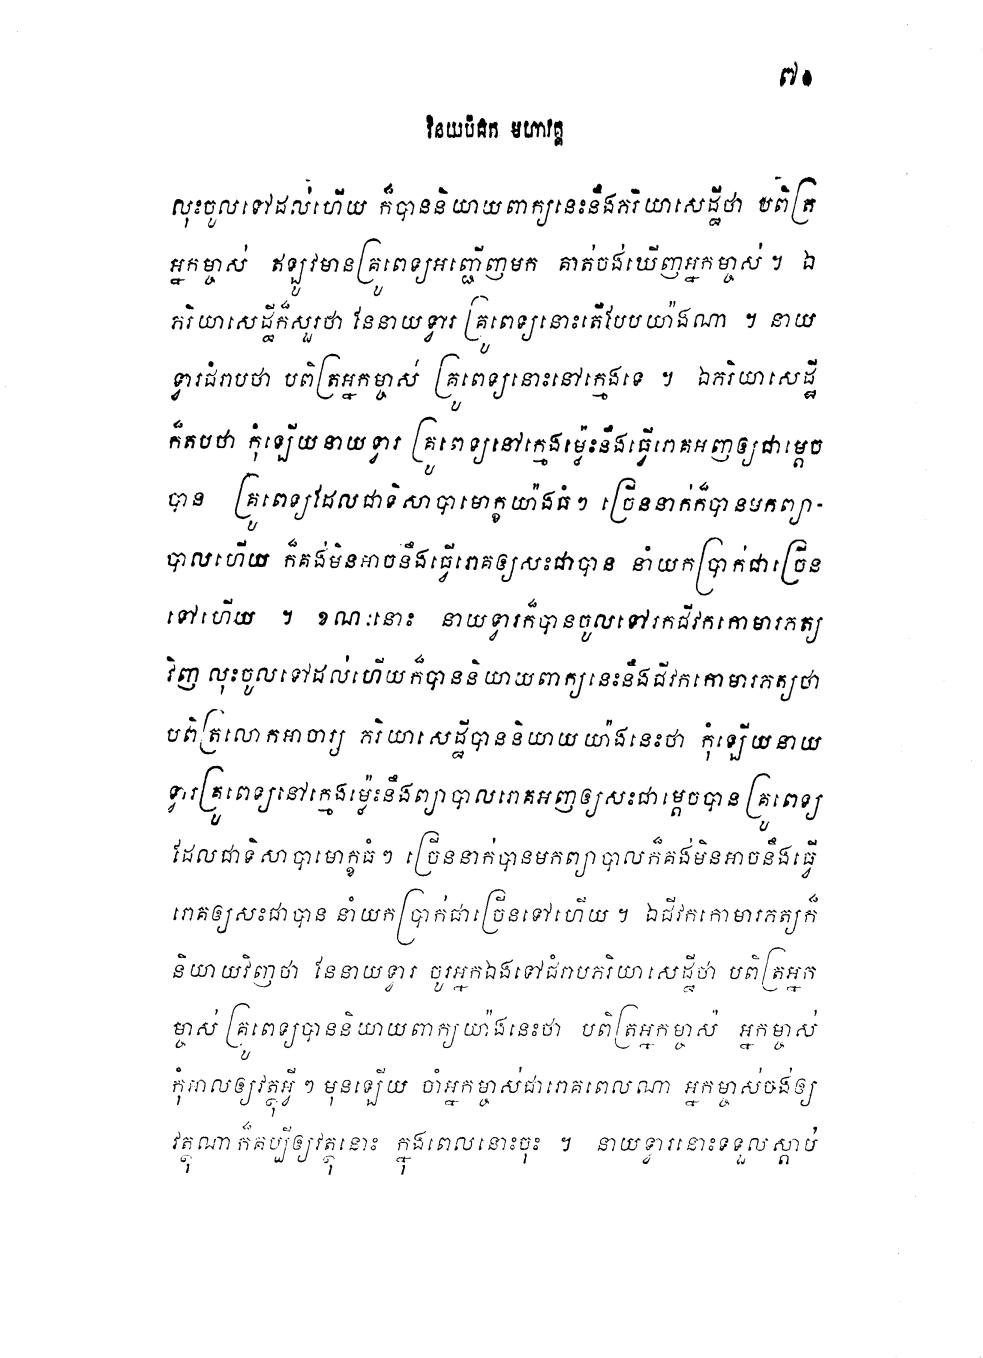 ៧១
វិនយបិដក មហាវគ្គ
លុះចូលទៅដល់ហើយ ក៏បាននិយាយពាក្យនេះនឹងភរិយាសេដ្ឋីថា បពិត្រ
អ្នកម្ចាស់ ឥឡូវមានគ្រូពេទ្យអញ្ជើញមក គាត់ចង់ឃើញអ្នកម្ចាស់ ។ ឯ
ភរិយាសេដ្ឋីក៏សួរថា នែនាយទ្វារ គ្រូពេទ្យនោះតើបែបយ៉ាងណា ។ នាយ
ទ្វារជំរាបថា បពិត្រអ្នកម្ចាស់ គ្រូពេទ្យនោះនៅក្មេងទេ ។ ឯភរិយាសេដ្ឋី
ក៏តបថា កុំឡើយនាយទ្វារ គ្រូពេទ្យនៅក្មេងម៉្លេះនឹងធ្វើរោគអញឲ្យជាម្តេច
បាន គ្រូពេទ្យដែលជាទិសាបាមោក្ខយ៉ាងធំៗ ច្រើននាក់ក៏បានមកព្យា-
បាលហើយ ក៏គង់មិនអាចនឹងធ្វើរោគឲ្យសះជាបាន នាំយកប្រាក់ជាច្រើន
ទៅហើយ ។ ខណៈនោះ នាយទ្វារក៏បានចូលទៅរកជីវកកោមារភត្យ
វិញ លុះចូលទៅដល់ហើយក៏បាននិយាយពាក្យនេះនឹងជីវកកោមារភត្យថា
បពិត្រលោកអាចារ្យ ភរិយាសេដ្ឋីបាននិយាយយ៉ាងនេះថា កុំឡើយនាយ
ទ្វារគ្រូពេទ្យនៅក្មេងម៉្លេះនឹងព្យាបាលរោគអញឲ្យសះជាម្តេចបាន គ្រូពេទ្យ
ដែលជាទិសាបាមោក្ខធំៗ ច្រើននាក់បានមកព្យាបាលក៏គង់មិនអាចនឹងធ្វើ
រោគឲ្យសះជាបាន នាំយកប្រាក់ជាច្រើនទៅហើយ ។ ឯជីវកកោមារភត្យក៏
និយាយវិញថា នែនាយទ្វារ ចូរអ្នកឯងទៅជំរាបភរិយាសេដ្ឋីថា បពិត្រអ្នក
ម្ចាស់ គ្រូពេទ្យបាននិយាយពាក្យយ៉ាងនេះថា បពិត្រអ្នកម្ចាស់ អ្នកម្ចាស់
កុំអាលឲ្យវត្ថុអ្វីៗ មុនឡើយ ចាំអ្នកម្ចាស់ជារោគពេលណា អ្នកម្ចាស់ចង់ឲ្យ
វត្ថុណាក៏គប្បីឲ្យវត្ថុនោះ ក្នុងពេលនោះចុះ ។ នាយទ្វារនោះទទួលស្តាប់